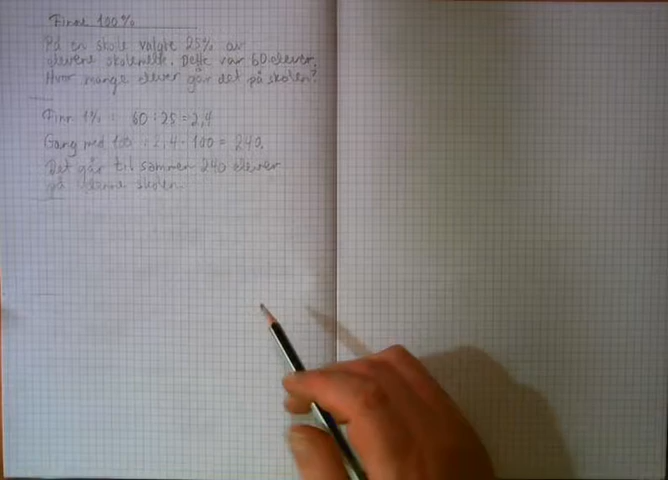 Finne 100%
På en skole valgte 25% av
elevene skolemelk. Dette var 60 elever.
Hvor mange elever går det på skolen?
Finn 1% : 60 : 25 = 2,4
Gang med 100 : 2,4 · 100 = 240.
Det går til sammen 240 elever
på denne skolen.